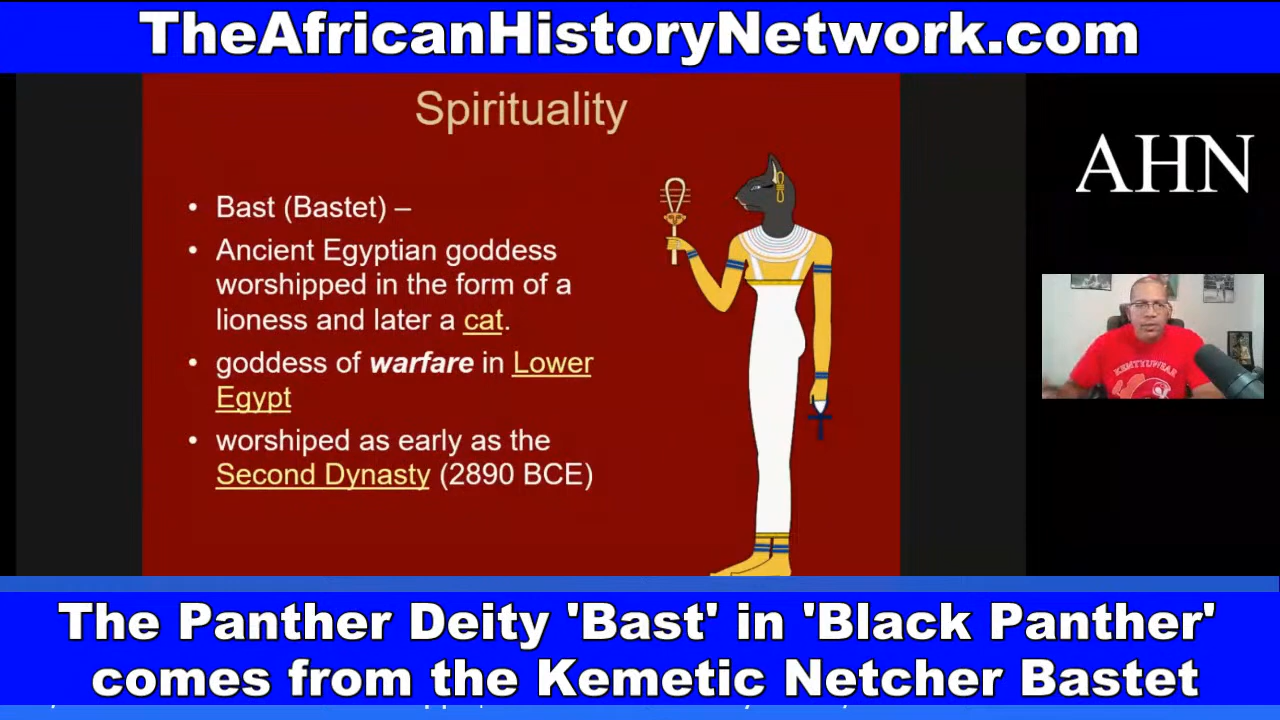 TheAfricanHistoryNetwork.com
Spirituality
• Bast (Bastet) –
• Ancient Egyptian goddess
worshipped in the form of a
lioness and later a cat.
• goddess of warfare in Lower
Egypt
• worshiped as early as the
Second Dynasty (2890 BCE)
AHN
KEMTYUWEAR
The Panther Deity 'Bast' in 'Black Panther'
comes from the Kemetic Netcher Bastet